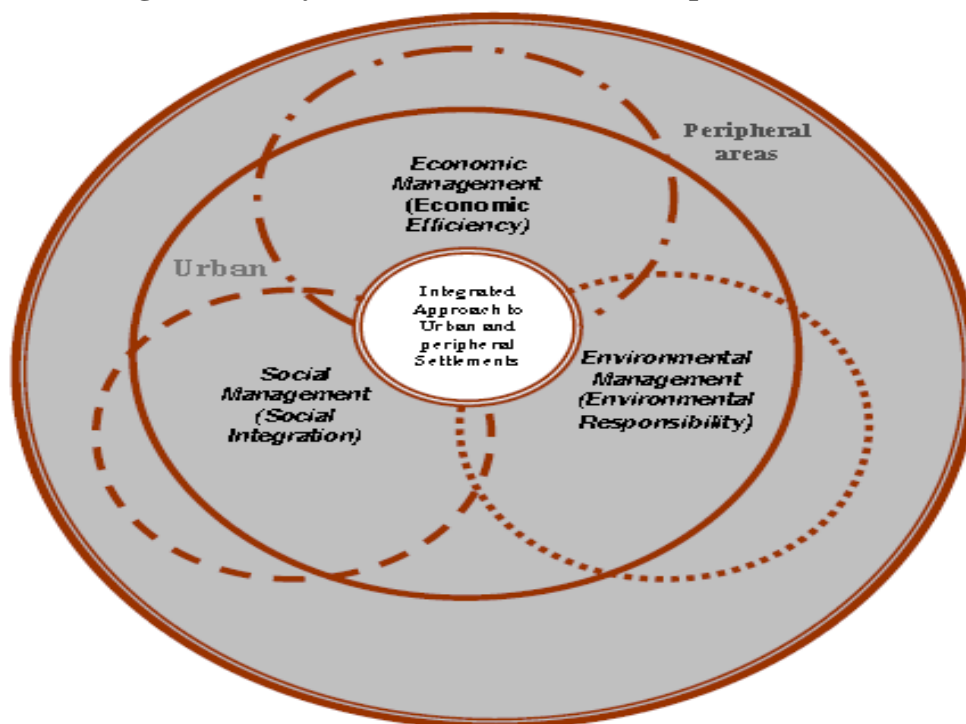 Peripheral
areas
Economic
Management
(Economic
Efficiency)
Urban
Integrated
Approach to
Urban and
peripheral
Settlements
Social
Management
(Social
Integration)
Environmental
Management
(Environmental
Responsibility)